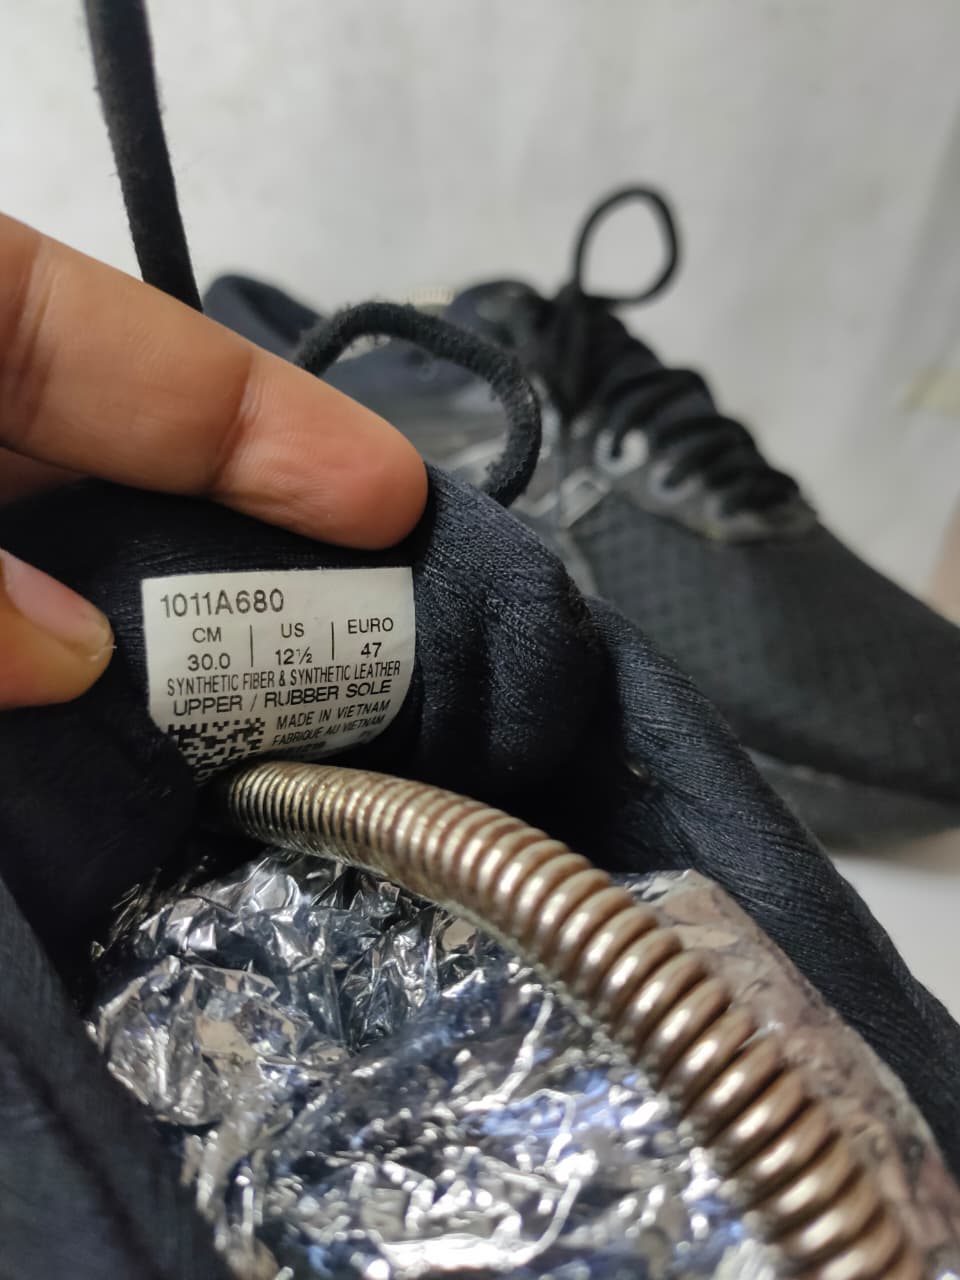 1011A680
CM | US | EURO
30.0 | 12½ | 47
SYNTHETIC FIBER & SYNTHETIC LEATHER
UPPER / RUBBER SOLE
MADE IN VIETNAM
FABRIQUE AU VIETNAM